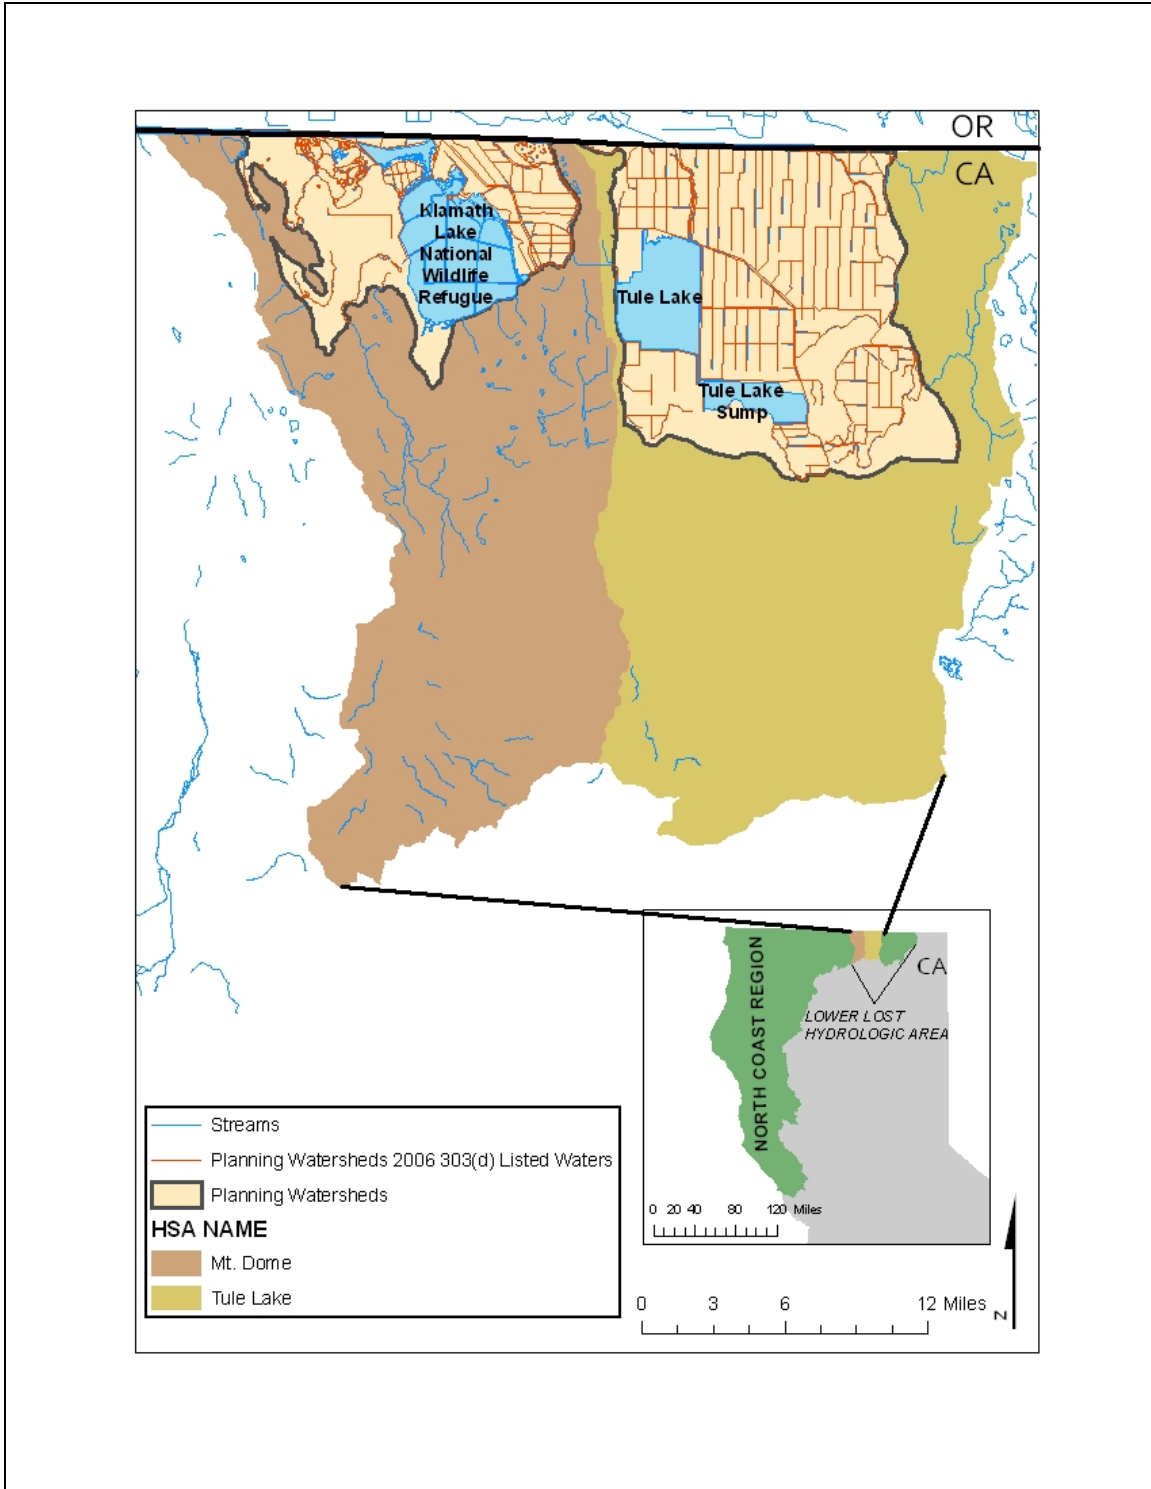 OR
CA
Klamath
Lake
National
Wildlife
Refugue
Tule Lake
Tule Lake
Sump
NORTH COAST REGION
CA
LOWER LOST
HYDROLOGIC AREA
0 20 40 80 120 Miles
Streams
Planning Watersheds 2006 303(d) Listed Waters
Planning Watersheds
HSA NAME
Mt. Dome
Tule Lake
0 3 6 12 Miles
N